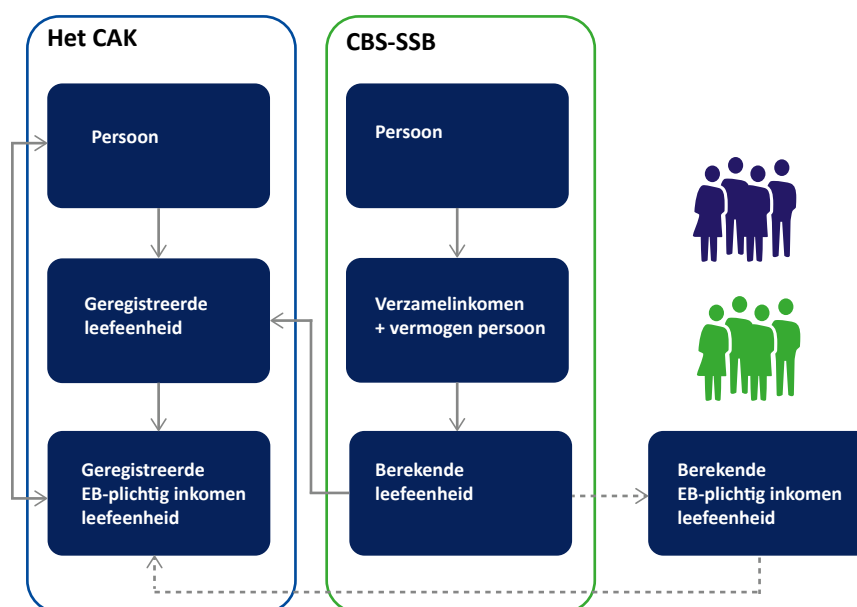 Het CAK
Persoon
Geregistreerde
leefeenheid
Geregistreerde
EB-plichtig inkomen
leefeenheid
CBS-SSB
Persoon
Verzamelinkomen
+ vermogen persoon
Berekende
leefeenheid
Berekende
EB-plichtig inkomen
leefeenheid